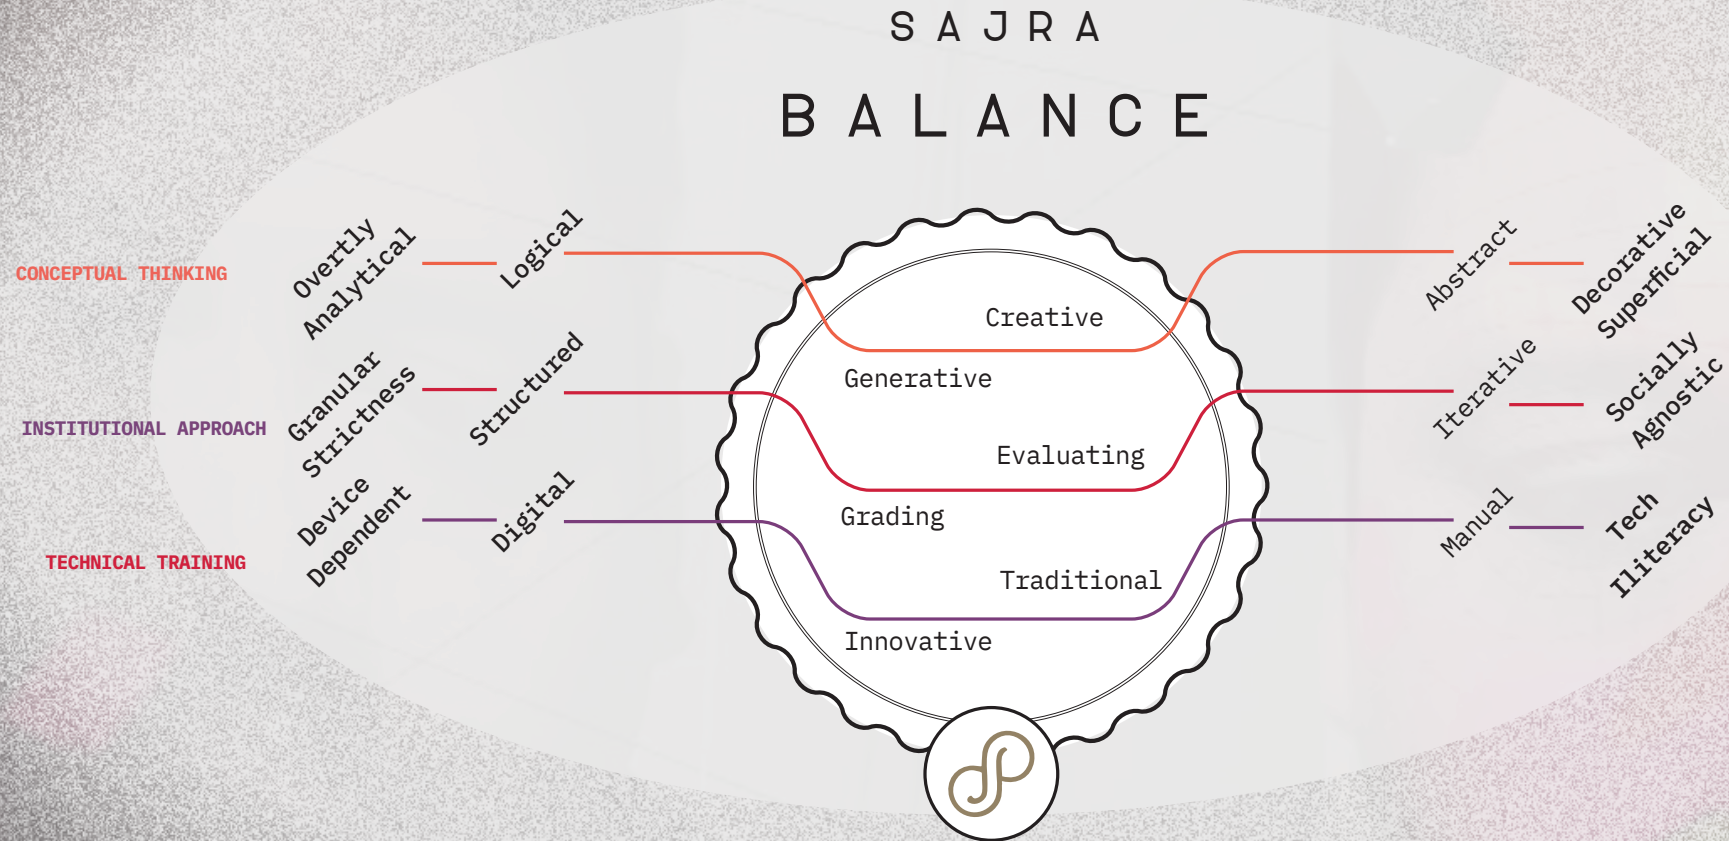 SAJRA
BALANCE
CONCEPTUAL THINKING
Overtly
Analytical
Logical
Creative
Generative
Abstract
Decorative
Superficial
INSTITUTIONAL APPROACH
Granular
Strictness
Structured
Evaluating
Grading
Iterative
Socially
Agnostic
TECHNICAL TRAINING
Device
Dependent
Digital
Traditional
Innovative
Manual
Tech
Iliteracy